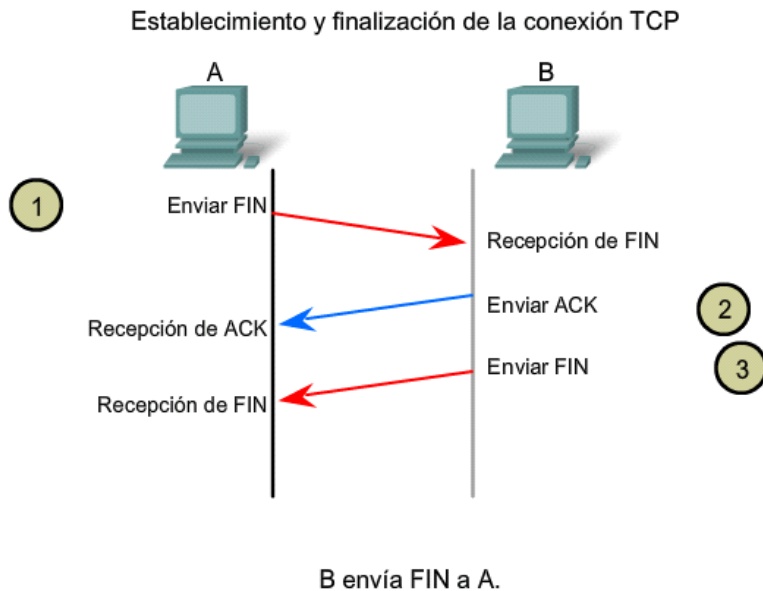 Establecimiento y finalización de la conexión TCP
A
B
1
Enviar FIN
Recepción de FIN
Enviar ACK
2
Recepción de ACK
Enviar FIN
3
Recepción de FIN
B envía FIN a A.